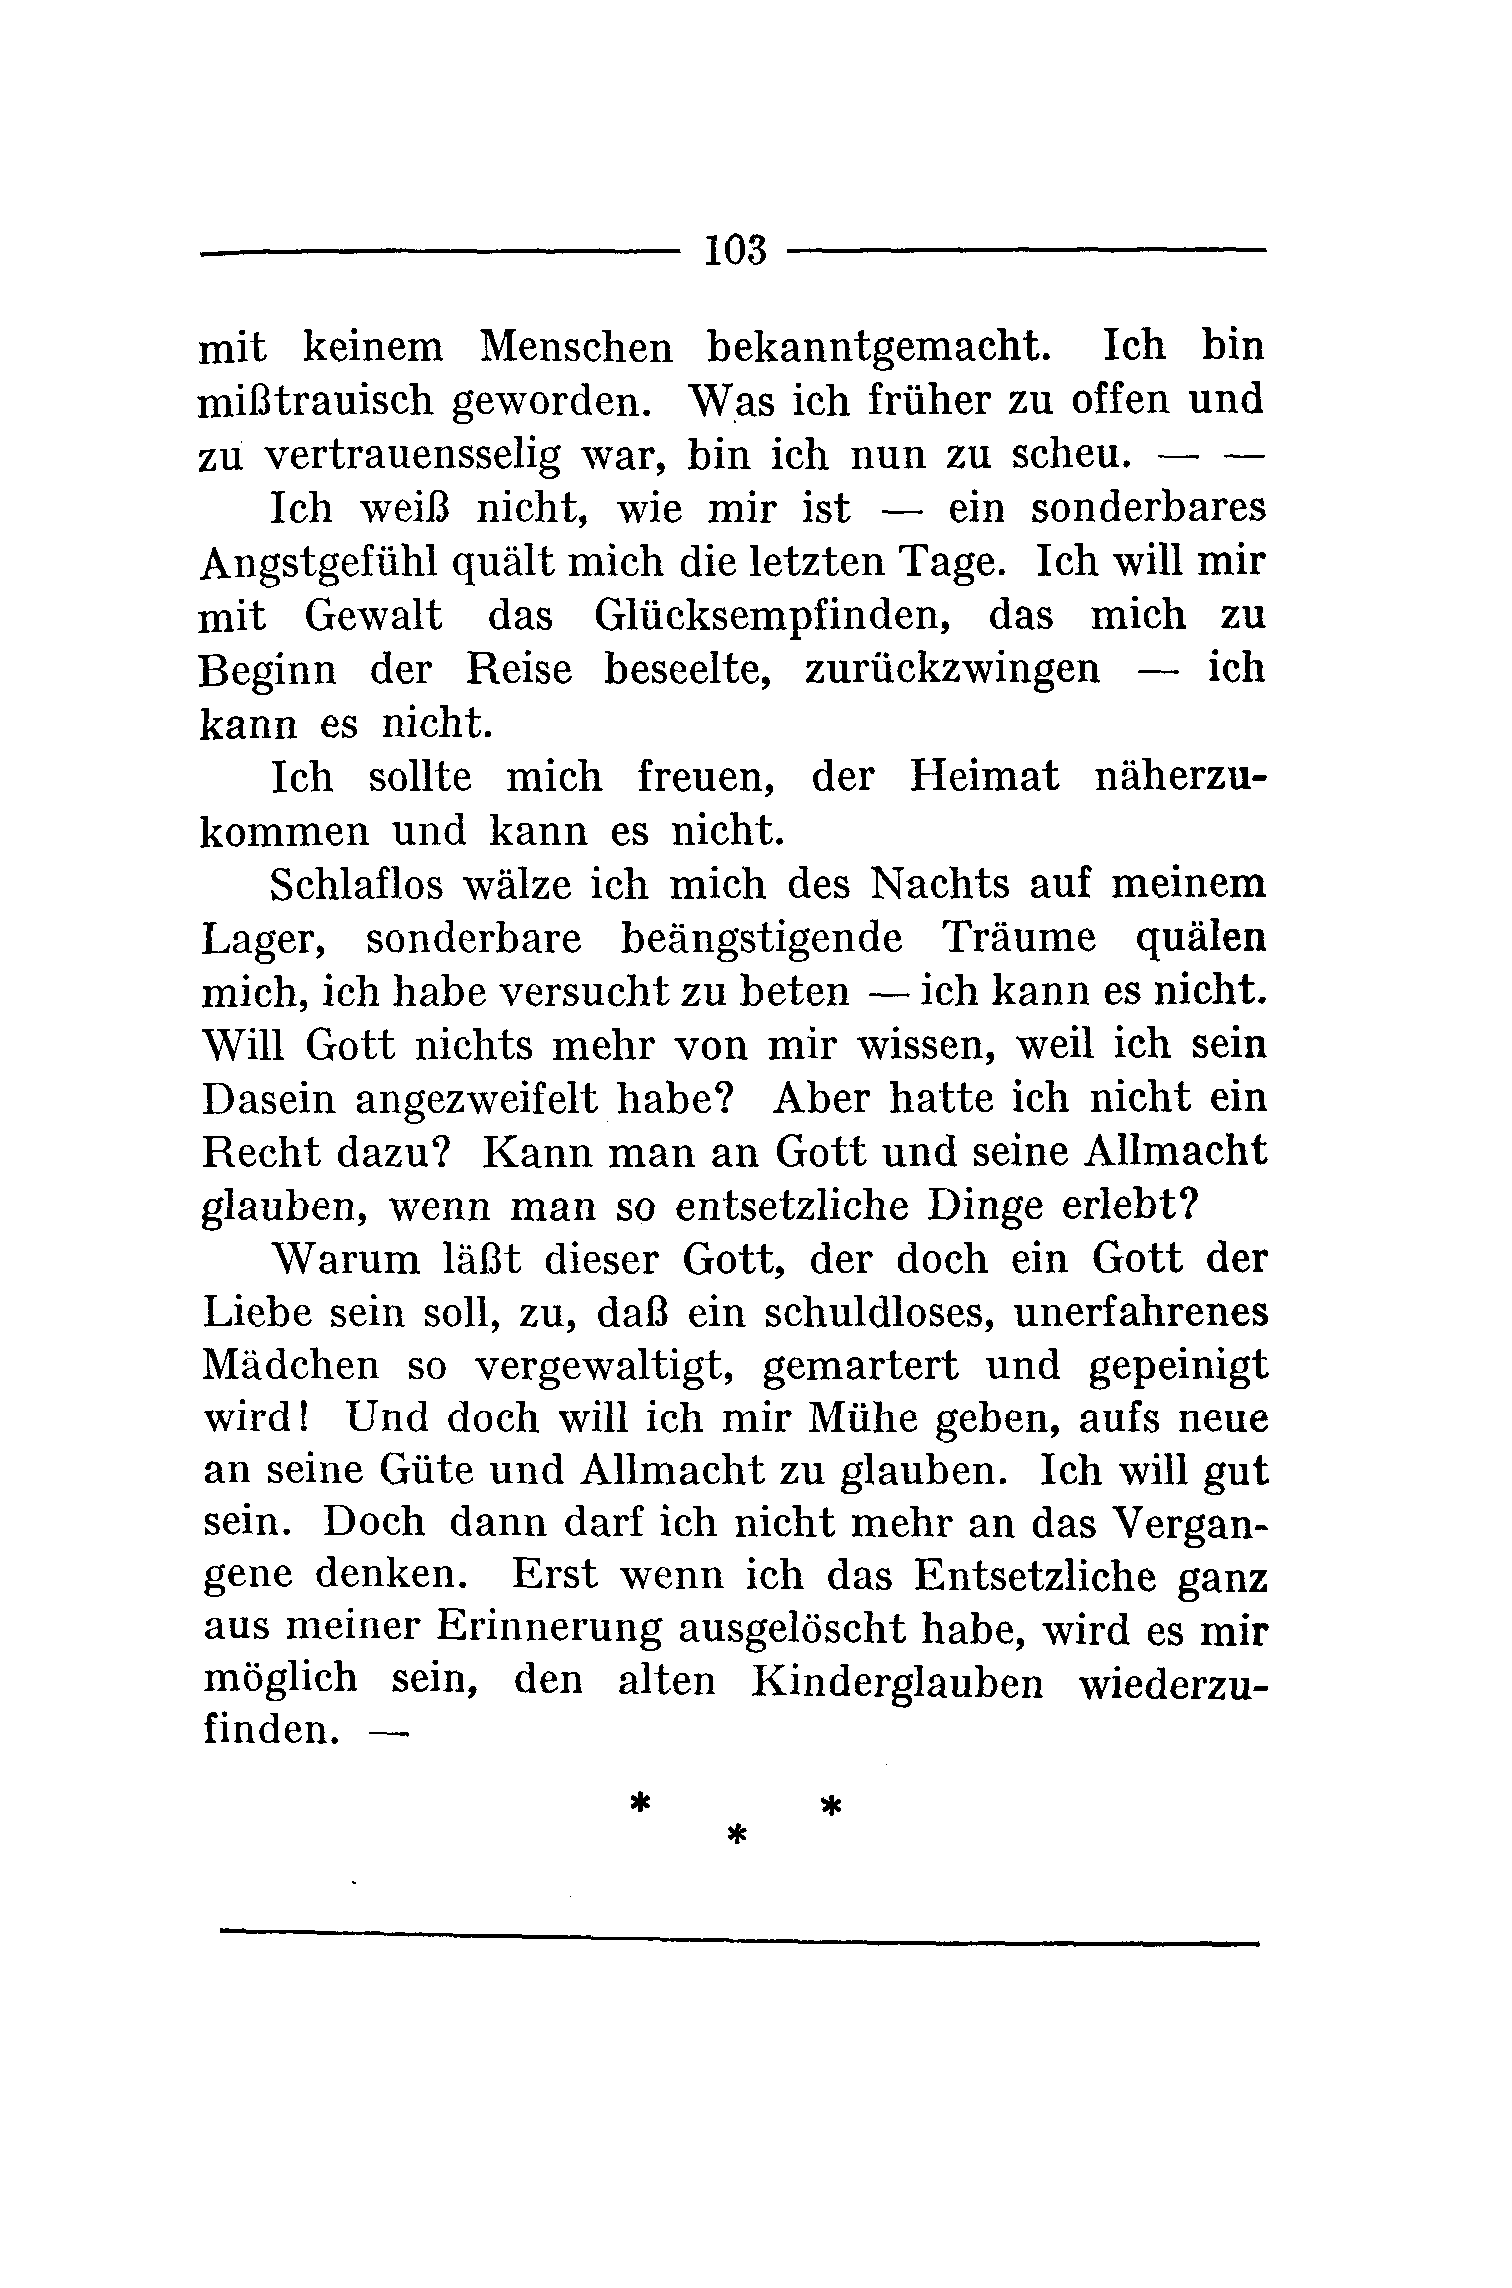 103
mit keinem Menschen bekanntgemacht. Ich bin
mißtrauisch geworden. Was ich früher zu offen und
zu vertrauensselig war, bin ich nun zu scheu. — —
Ich weiß nicht, wie mir ist — ein sonderbares
Angstgefühl quält mich die letzten Tage. Ich will mir
mit Gewalt das Glücksempfinden, das mich zu
Beginn der Reise beseelte, zurückzwingen — ich
kann es nicht.
Ich sollte mich freuen, der Heimat näherzu-
kommen und kann es nicht.
Schlaflos wälze ich mich des Nachts auf meinem
Lager, sonderbare beängstigende Träume quälen
mich, ich habe versucht zu beten — ich kann es nicht.
Will Gott nichts mehr von mir wissen, weil ich sein
Dasein angezweifelt habe? Aber hatte ich nicht ein
Recht dazu? Kann man an Gott und seine Allmacht
glauben, wenn man so entsetzliche Dinge erlebt?
Warum läßt dieser Gott, der doch ein Gott der
Liebe sein soll, zu, daß ein schuldloses, unerfahrenes
Mädchen so vergewaltigt, gemartert und gepeinigt
wird! Und doch will ich mir Mühe geben, aufs neue
an seine Güte und Allmacht zu glauben. Ich will gut
sein. Doch dann darf ich nicht mehr an das Vergan-
gene denken. Erst wenn ich das Entsetzliche ganz
aus meiner Erinnerung ausgelöscht habe, wird es mir
möglich sein, den alten Kinderglauben wiederzu-
finden. —
* *
*